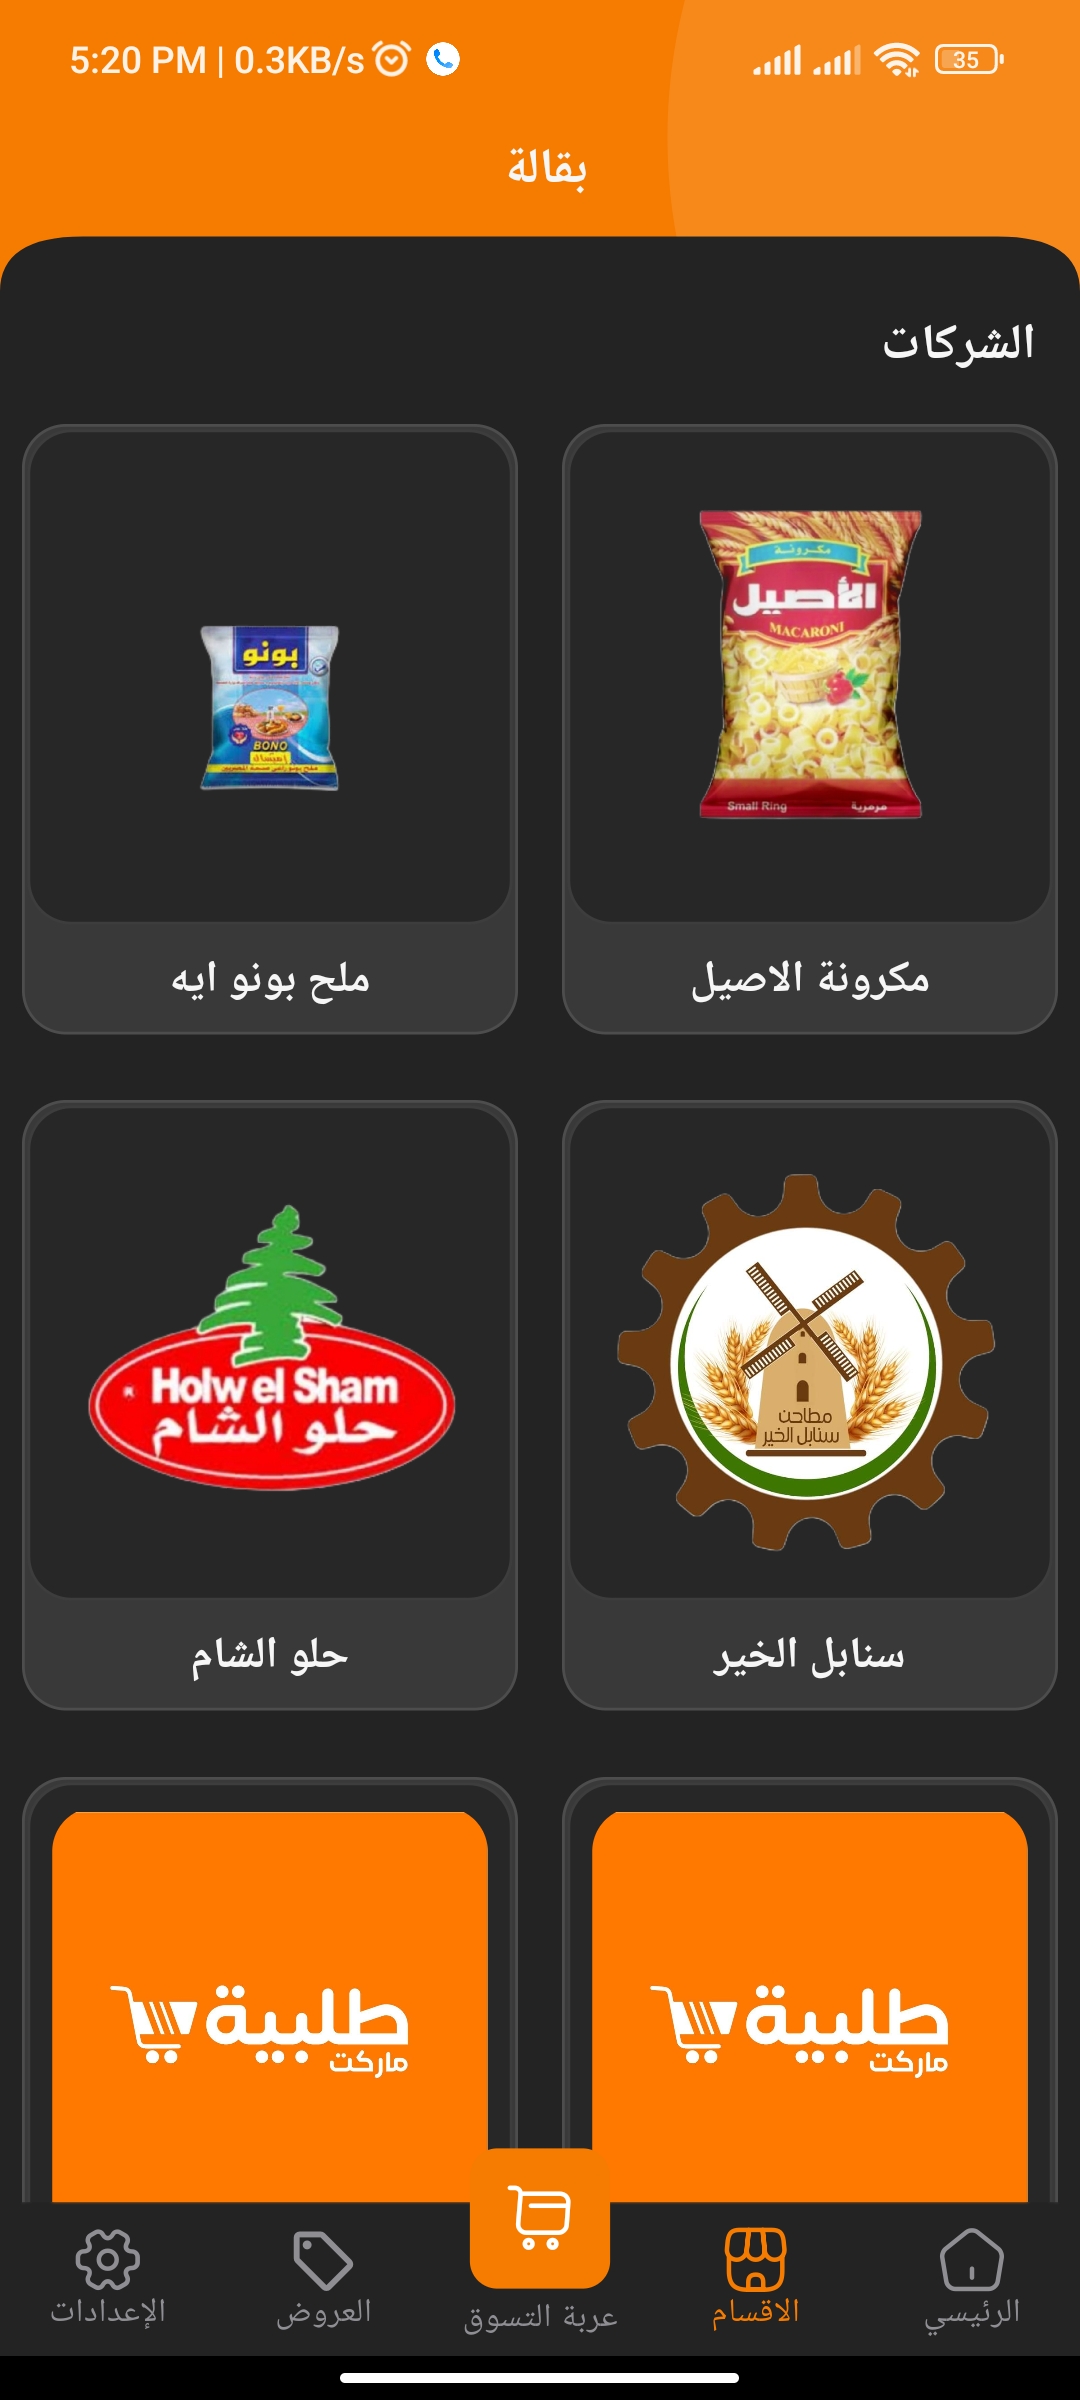 5:20 PM | 0.3KB/s
35
بقالة
الشركات
مكرونة
الأصيل
MACARONI
Small Ring
مرمرية
مكرونة الاصيل
بونو
BONO
ملح بونو ايه
مطاحن
سنابل الخير
سنابل الخير
Holw el Sham
حلو الشام
حلو الشام
طلبية
ماركت
طلبية
ماركت
الرئيسي
الاقسام
عربة التسوق
العروض
الإعدادات